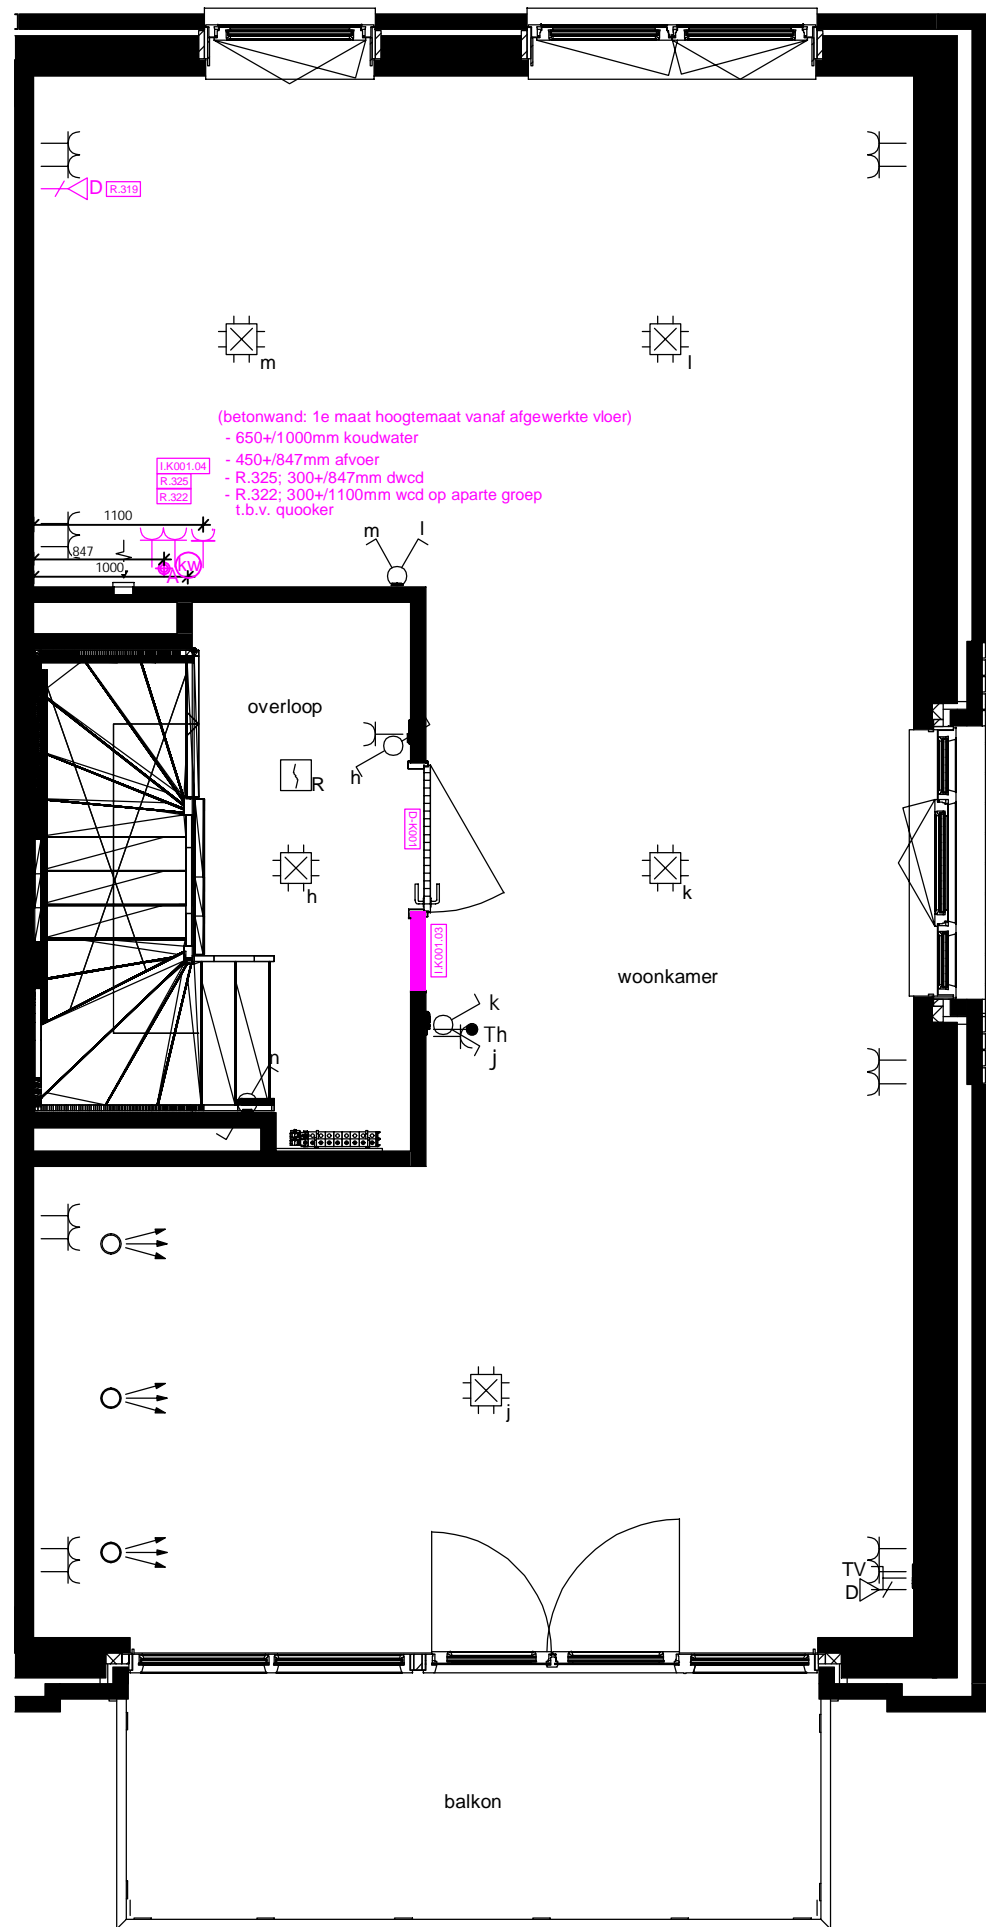 D R.319
m
l
(betonwand: 1e maat hoogtemaat vanaf afgewerkte vloer)
- 650+/1000mm koudwater
- 450+/847mm afvoer
- R.325; 300+/847mm dwcd
- R.322; 300+/1100mm wcd op aparte groep
t.b.v. quooker
I.K001.04
R.325
R.322
1100
847
1000
kw
A
m
l
overloop
h
R
D-K001
h
k
I.K001.03
woonkamer
k
Th
j
j
TV
D
balkon